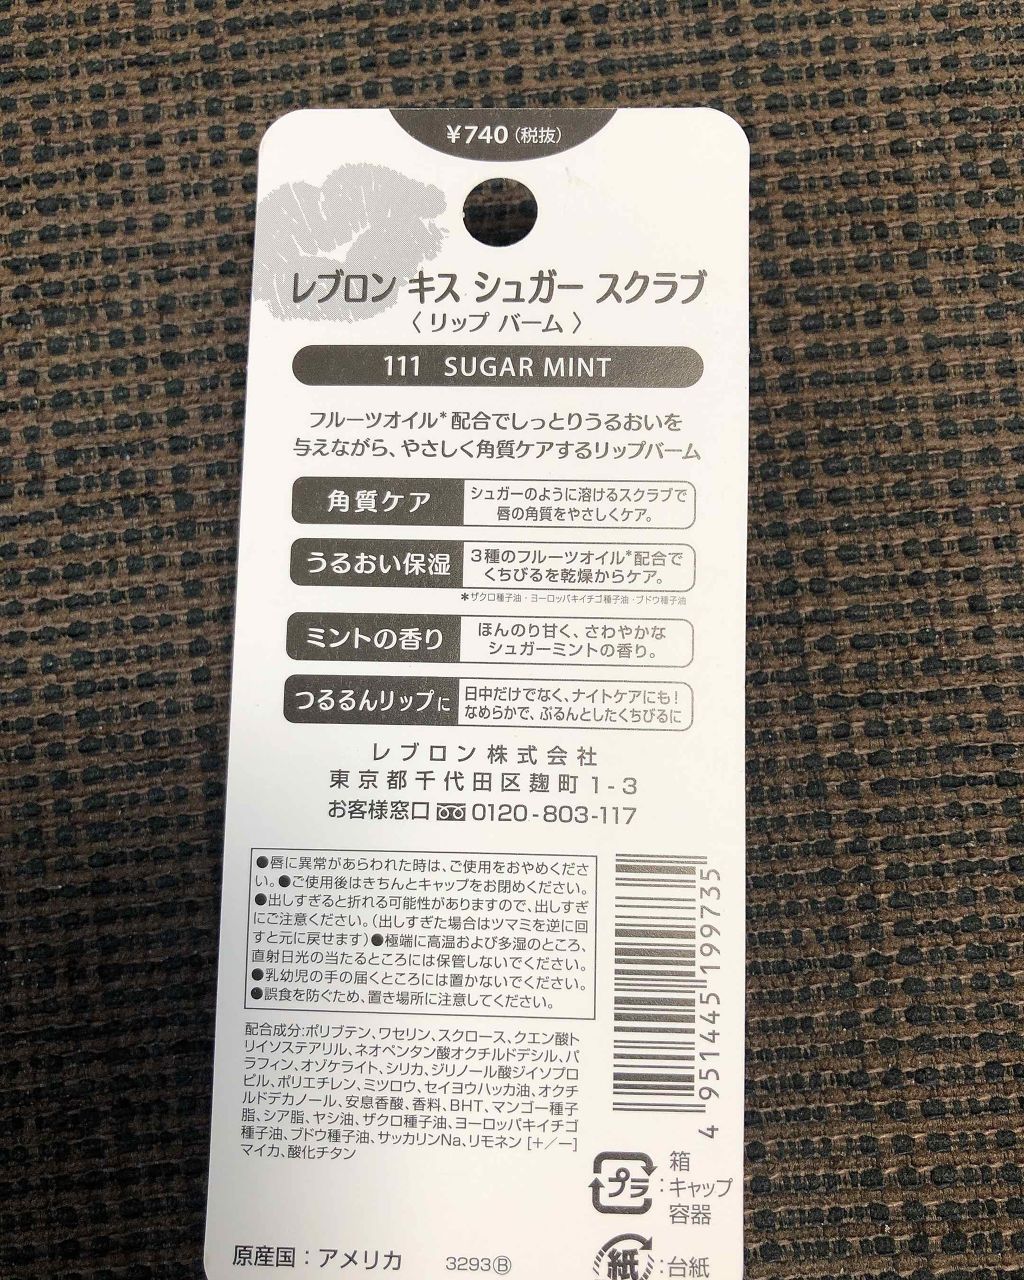 ¥740（税抜）
レブロン キス シュガー スクラブ
〈 リップ バーム 〉
111 SUGAR MINT
フルーツオイル*配合でしっとりうるおいを
与えながら、やさしく角質ケアするリップバーム
角質ケア
シュガーのように溶けるスクラブで
唇の角質をやさしくケア。
うるおい保湿
3種のフルーツオイル*配合で
くちびるを乾燥からケア。
*ザクロ種子油・ヨーロッパキイチゴ種子油・ブドウ種子油
ミントの香り
ほんのり甘く、さわやかな
シュガーミントの香り。
つるるんリップに
日中だけでなく、ナイトケアにも!
なめらかで、ぷるんとしたくちびるに
レブロン株式会社
東京都千代田区麹町1-3
お客様窓口 0120-803-117
●唇に異常があらわれた時は、ご使用をおやめくださ
い。●ご使用後はきちんとキャップをお閉めください。
●出しすぎると折れる可能性がありますので、出しすぎ
にご注意ください。（出しすぎた場合はツマミを逆に回
すと元に戻せます）●極端に高温および多湿のところ、
直射日光の当たるところには保管しないでください。
●乳幼児の手の届くところには置かないでください。
●誤食を防ぐため、置き場所に注意してください。
配合成分:ポリブテン、ワセリン、スクロース、クエン酸ト
リイソステアリル、ネオペンタン酸オクチルドデシル、パ
ラフィン、オゾケライト、シリカ、ジリノール酸ジイソプロ
ピル、ポリエチレン、ミツロウ、セイヨウハッカ油、オクチ
ルドデカノール、安息香酸、香料、BHT、マンゴー種子
脂、シア脂、ヤシ油、ザクロ種子油、ヨーロッパキイチゴ
種子油、ブドウ種子油、サッカリンNa、リモネン [+／−]
マイカ、酸化チタン
4 951445 199735
プラ
：
箱
キャップ
容器
原産国：アメリカ
3293Ⓑ
紙
：台紙